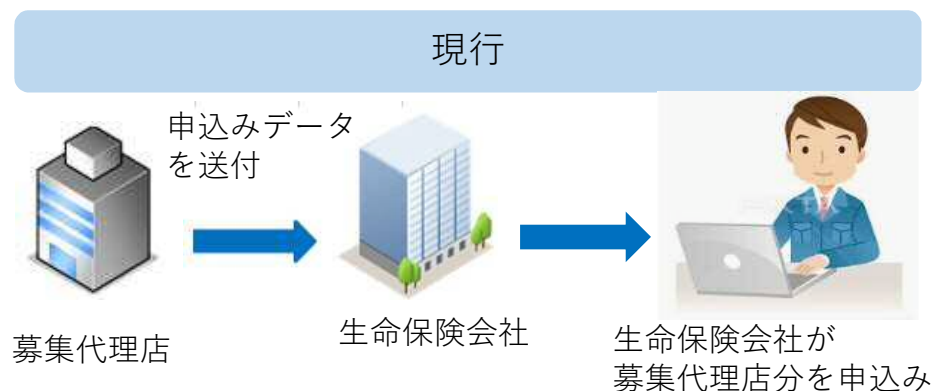 現行
申込みデータ
を送付
募集代理店
生命保険会社
生命保険会社が
募集代理店分を申込み